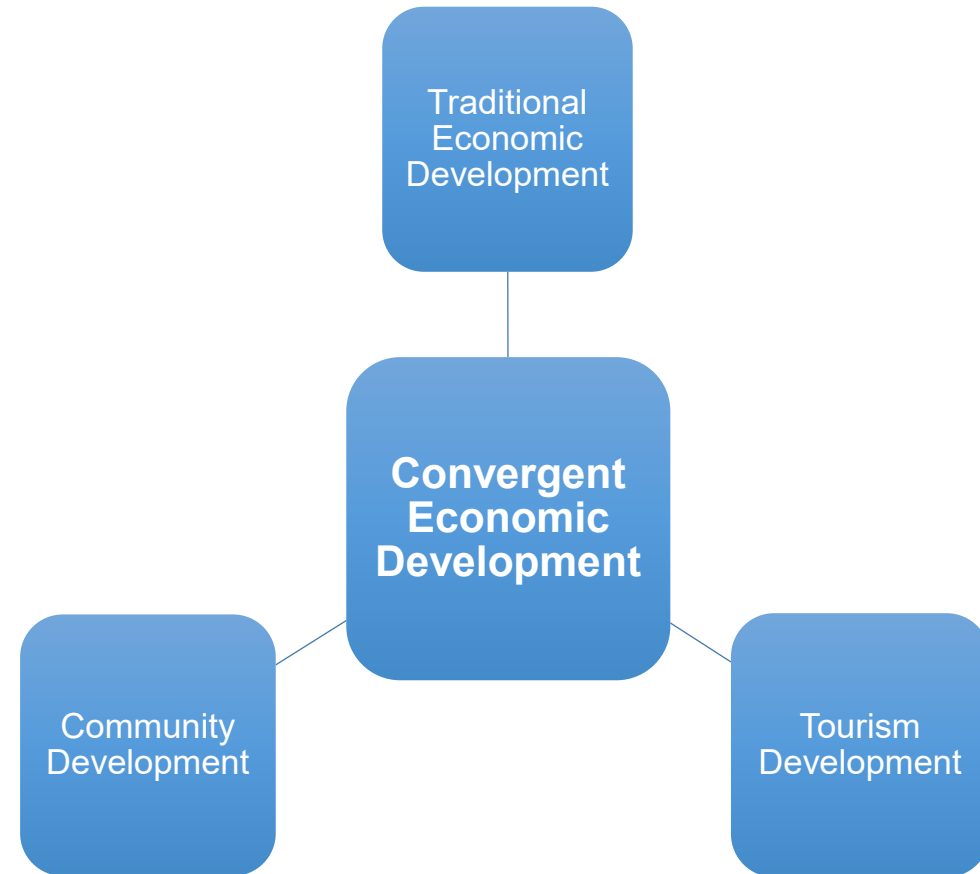 Traditional
Economic
Development
Convergent
Economic
Development
Community
Development
Tourism
Development